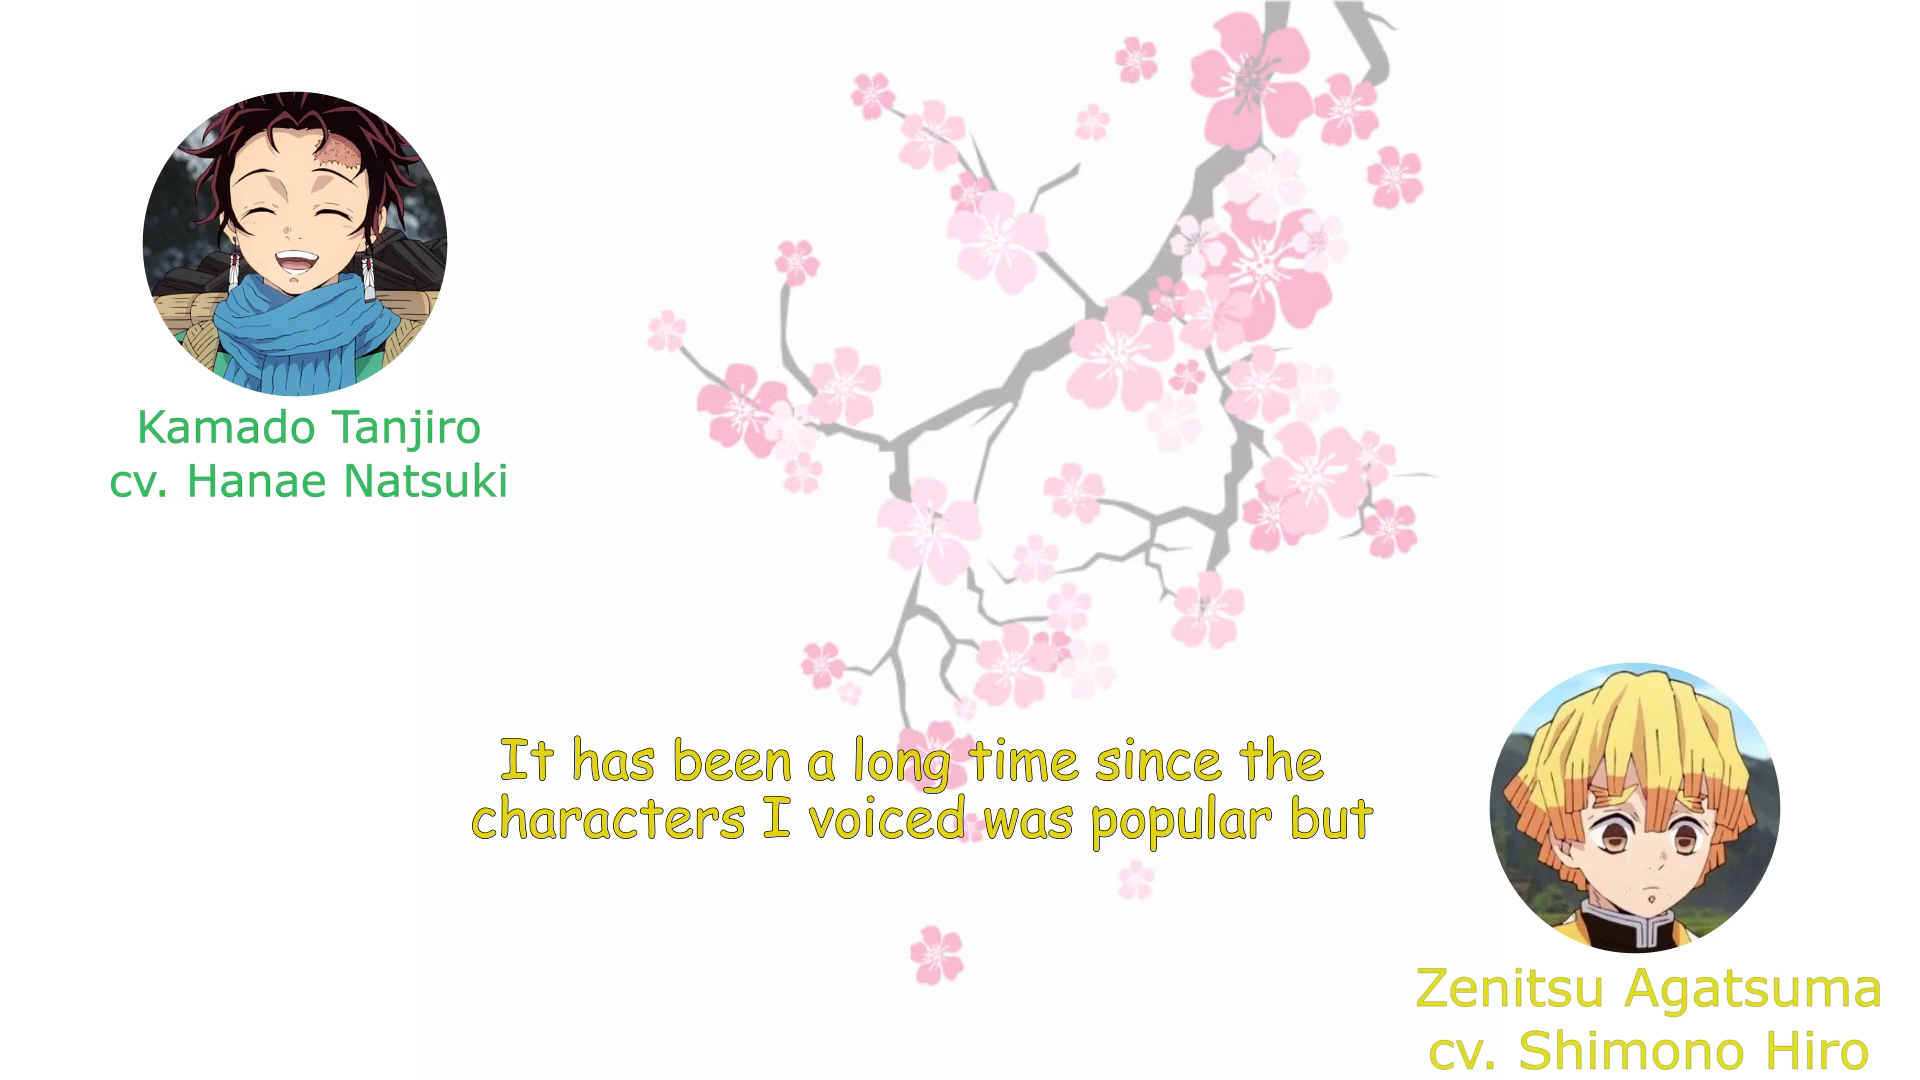 Kamado Tanjiro
cv. Hanae Natsuki
It has been a long time since the
characters I voiced was popular but
Zenitsu Agatsuma
cv. Shimono Hiro